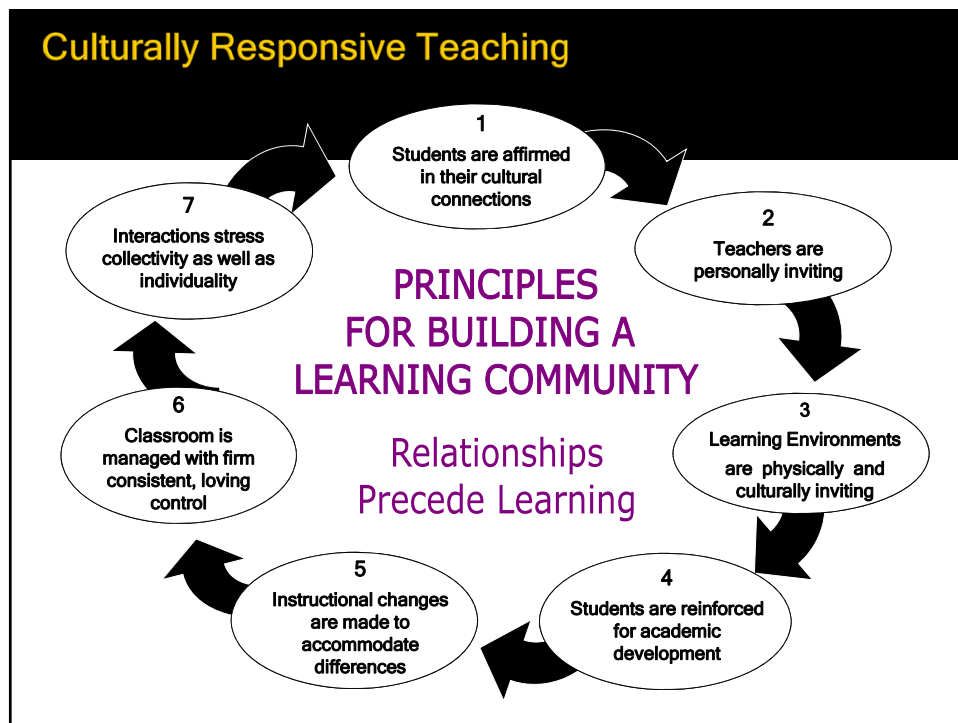 Culturally Responsive Teaching
1
Students are affirmed
in their cultural
connections
2
Teachers are
personally inviting
3
Learning Environments
are physically and
culturally inviting
4
Students are reinforced
for academic
development
5
Instructional changes
are made to
accommodate
differences
6
Classroom is
managed with firm
consistent, loving
control
7
Interactions stress
collectivity as well as
individuality
PRINCIPLES
FOR BUILDING A
LEARNING COMMUNITY
Relationships
Precede Learning